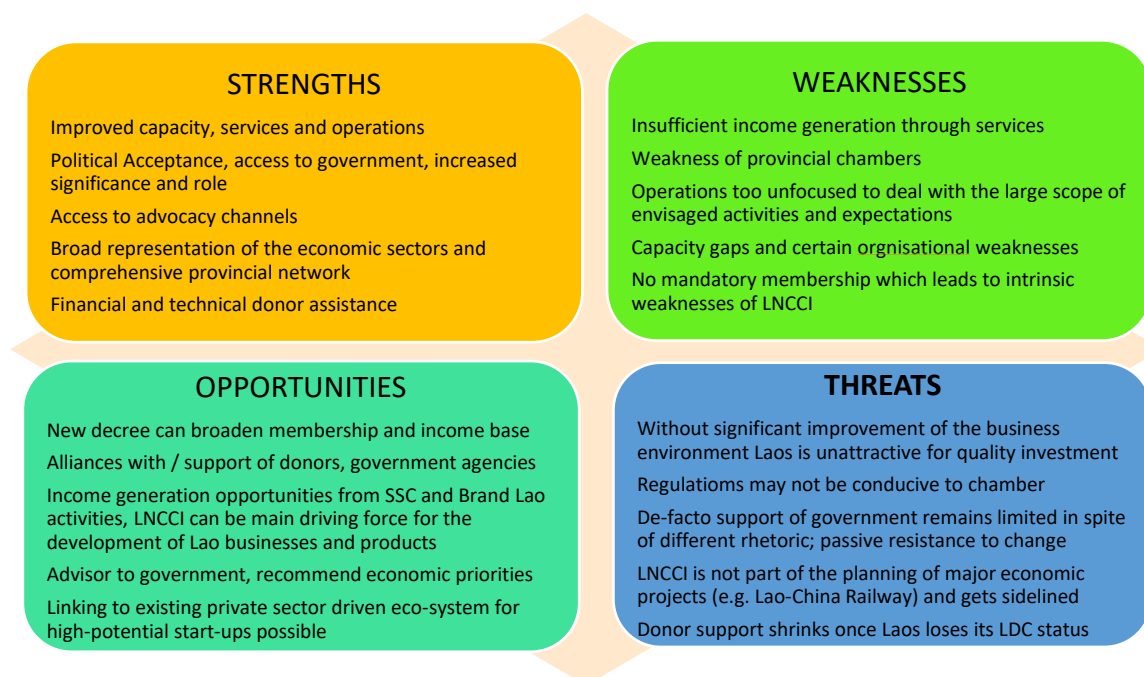 STRENGTHS
Improved capacity, services and operations
Political Acceptance, access to government, increased
significance and role
Access to advocacy channels
Broad representation of the economic sectors and
comprehensive provincial network
Financial and technical donor assistance
WEAKNESSES
Insufficient income generation through services
Weakness of provincial chambers
Operations too unfocused to deal with the large scope of
envisaged activities and expectations
Capacity gaps and certain orgnisational weaknesses
No mandatory membership which leads to intrinsic
weaknesses of LNCCI
OPPORTUNITIES
New decree can broaden membership and income base
Alliances with / support of donors, government agencies
Income generation opportunities from SSC and Brand Lao
activities, LNCCI can be main driving force for the
development of Lao businesses and products
Advisor to government, recommend economic priorities
Linking to existing private sector driven eco-system for
high-potential start-ups possible
THREATS
Without significant improvement of the business
environment Laos is unattractive for quality investment
Regulatioms may not be conducive to chamber
De-facto support of government remains limited in spite
of different rhetoric; passive resistance to change
LNCCI is not part of the planning of major economic
projects (e.g. Lao-China Railway) and gets sidelined
Donor support shrinks once Laos loses its LDC status